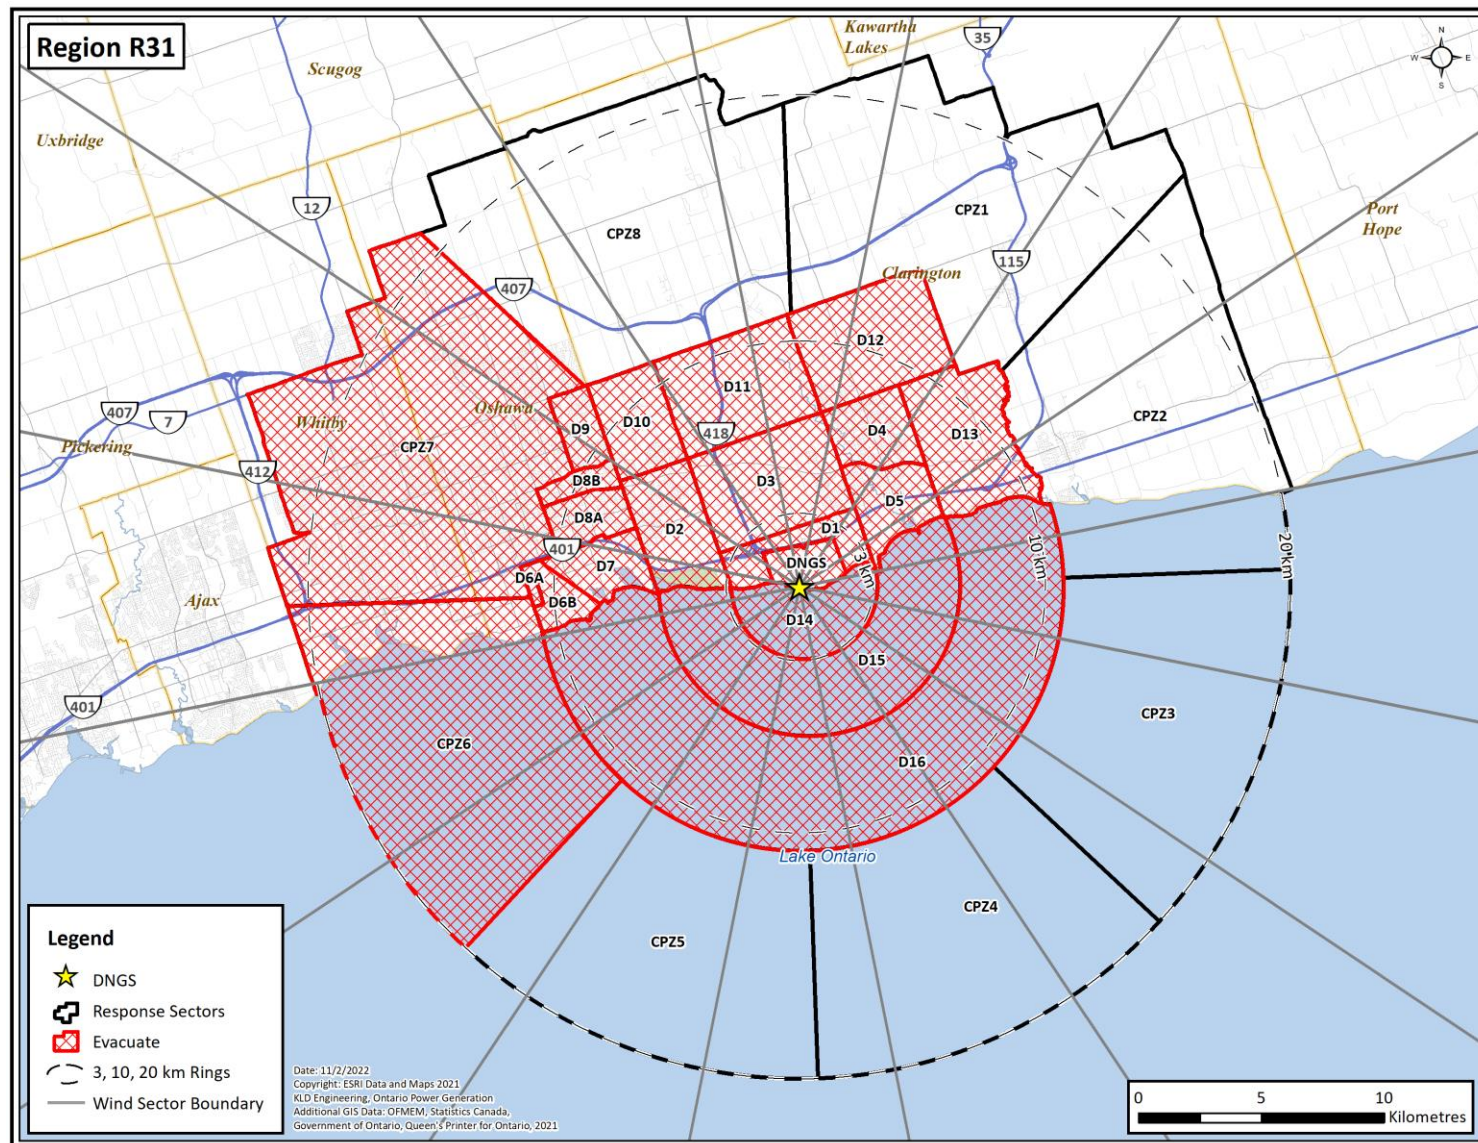 Region R31
Kawartha
Lakes
35
N
W
E
S
Scugog
Uxbridge
12
CPZ8
CPZ1
Port
Hope
407
115
Clarington
D12
D11
407
7
Whitby
Oshawa
D9
D10
418
D4
D13
CPZ2
Pickering
CPZ7
412
D8B
D3
D5
D8A
D2
D1
401
D7
DNGS
3 km
10 km
20 km
D6A
D6B
Ajax
D14
D15
401
CPZ6
CPZ3
D16
Lake Ontario
CPZ5
CPZ4
Legend
DNGS
Response Sectors
Evacuate
3, 10, 20 km Rings
Wind Sector Boundary
Date: 11/2/2022
Copyright: ESRI Data and Maps 2021
KLD Engineering, Ontario Power Generation
Additional GIS Data: OFMEM, Statistics Canada,
Government of Ontario, Queen's Printer for Ontario, 2021
0
5
10
Kilometres